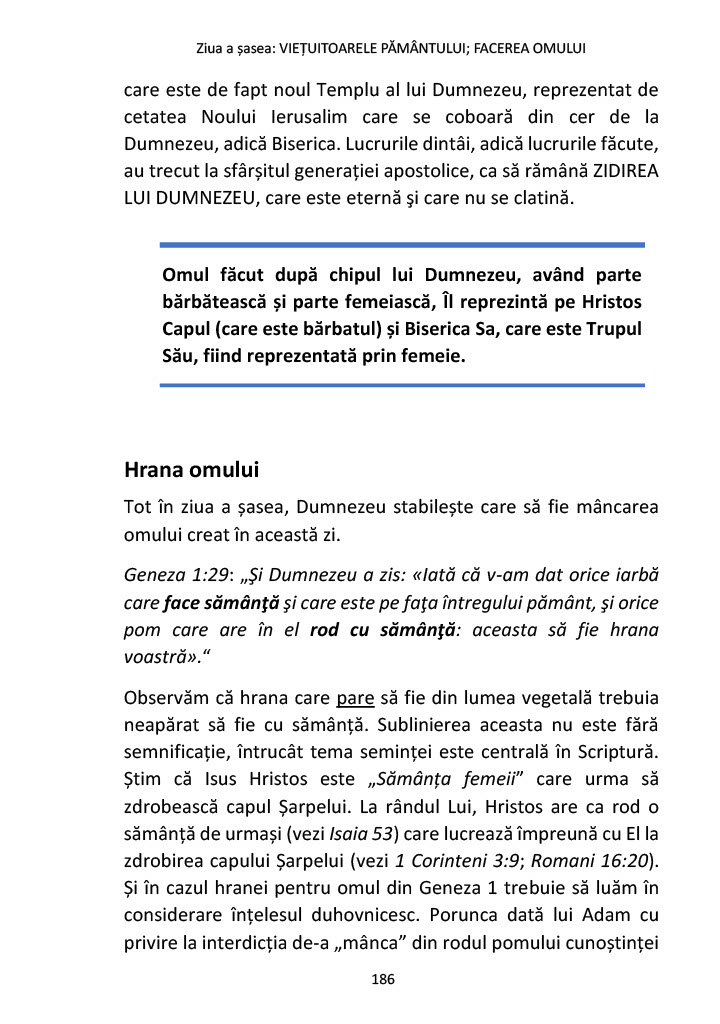 Ziua a șasea: VIEȚUITOARELE PĂMÂNTULUI; FACEREA OMULUI
care este de fapt noul Templu al lui Dumnezeu, reprezentat de
cetatea Noului Ierusalim care se coboară din cer de la
Dumnezeu, adică Biserica. Lucrurile dintâi, adică lucrurile făcute,
au trecut la sfârșitul generației apostolice, ca să rămână ZIDIREA
LUI DUMNEZEU, care este eternă şi care nu se clatină.
Omul făcut după chipul lui Dumnezeu, având parte
bărbătească și parte femeiască, Îl reprezintă pe Hristos
Capul (care este bărbatul) și Biserica Sa, care este Trupul
Său, fiind reprezentată prin femeie.
Hrana omului
Tot în ziua a șasea, Dumnezeu stabilește care să fie mâncarea
omului creat în această zi.
Geneza 1:29: „Şi Dumnezeu a zis: «Iată că v-am dat orice iarbă
care face sămânţă şi care este pe faţa întregului pământ, şi orice
pom care are în el rod cu sămânţă: aceasta să fie hrana
voastră».“
Observăm că hrana care pare să fie din lumea vegetală trebuia
neapărat să fie cu sămânță. Sublinierea aceasta nu este fără
semnificație, întrucât tema seminței este centrală în Scriptură.
Știm că Isus Hristos este „Sămânța femeii” care urma să
zdrobească capul Șarpelui. La rândul Lui, Hristos are ca rod o
sămânță de urmași (vezi Isaia 53) care lucrează împreună cu El la
zdrobirea capului Șarpelui (vezi 1 Corinteni 3:9; Romani 16:20).
Și în cazul hranei pentru omul din Geneza 1 trebuie să luăm în
considerare înțelesul duhovnicesc. Porunca dată lui Adam cu
privire la interdicția de-a „mânca” din rodul pomului cunoștinței
186